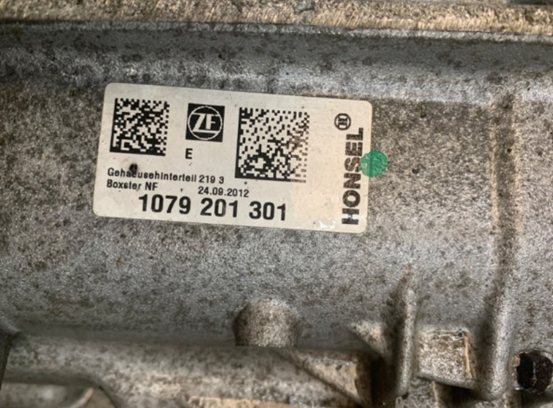 ZF
E
Gehäusehinterteil 219 3
Boxster NF 24.09.2012
1079 201 301
HONSEL